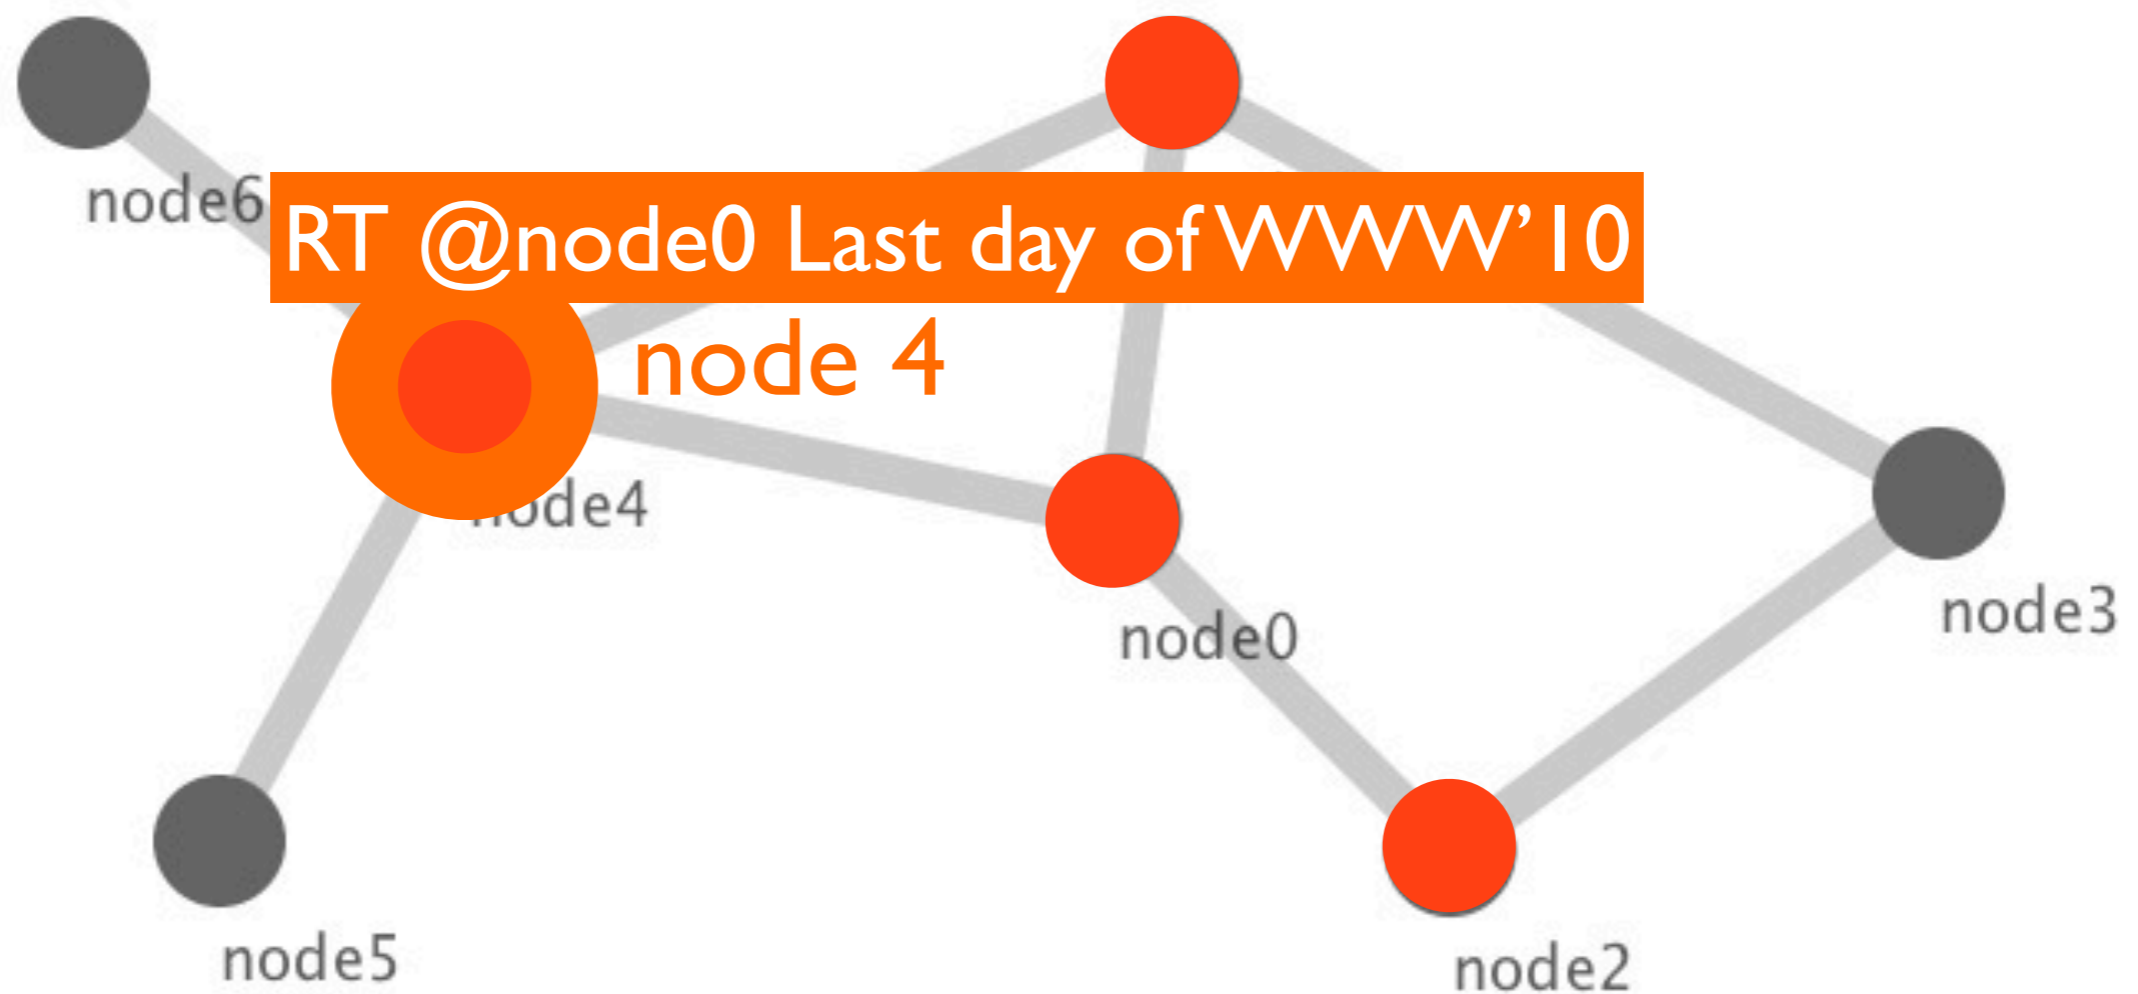 node6
RT @node0 Last day of WWW’10
node 4
node4
node0
node3
node5
node2